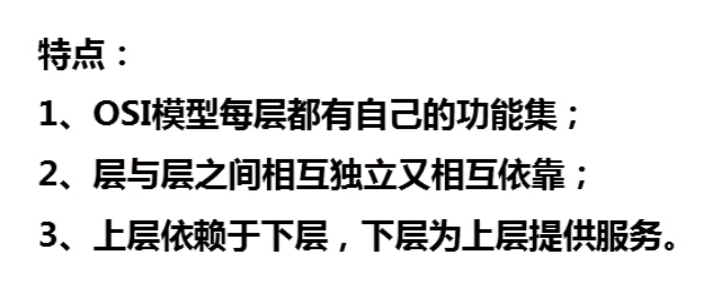 特点：
1、OSI模型每层都有自己的功能集；
2、层与层之间相互独立又相互依靠；
3、上层依赖于下层，下层为上层提供服务。